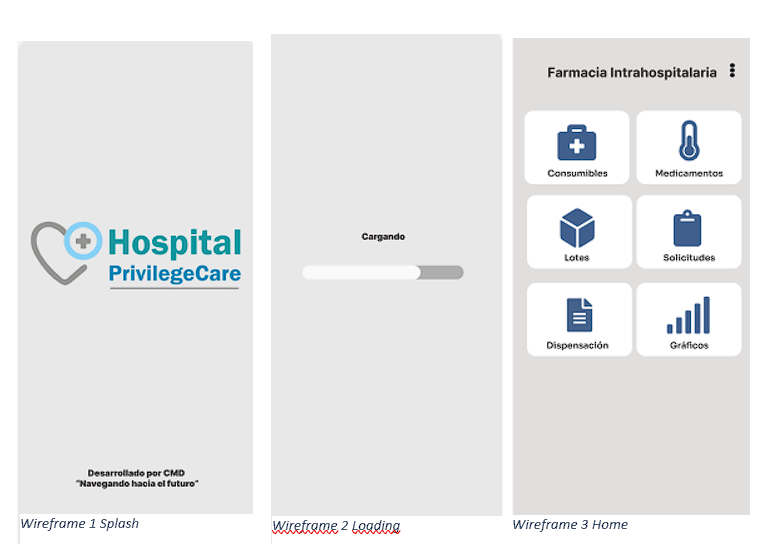 Hospital
PrivilegeCare
Desarrollado por CMD
"Navegando hacia el futuro"
Wireframe 1 Splash
Cargando
Wireframe 2 Loading
Farmacia Intrahospitalaria
Consumibles
Medicamentos
Lotes
Solicitudes
Dispensación
Gráficos
Wireframe 3 Home